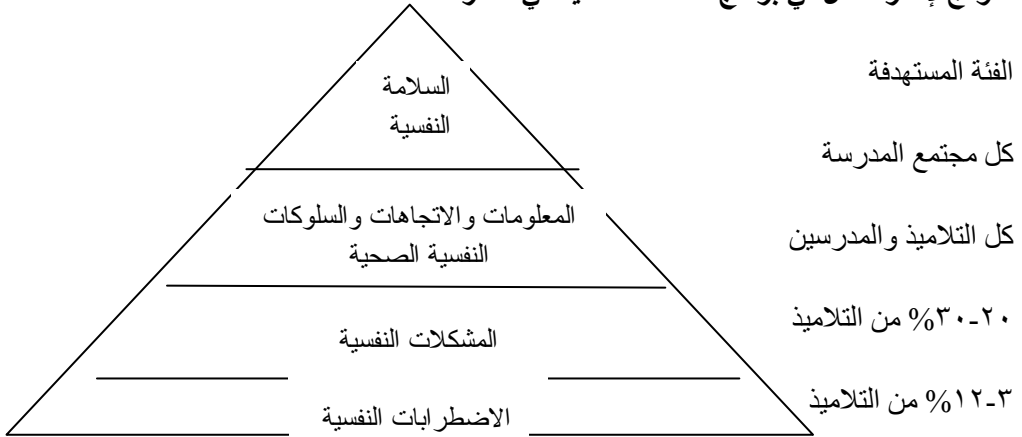 الفئة المستهدفة
السلامة
النفسية
كل مجتمع المدرسة
المعلومات والاتجاهات والسلوكات
النفسية الصحية
كل التلاميذ والمدرسين
المشكلات النفسية
٢٠-٣٠% من التلاميذ
الاضطرابات النفسية
٣-١٢% من التلاميذ